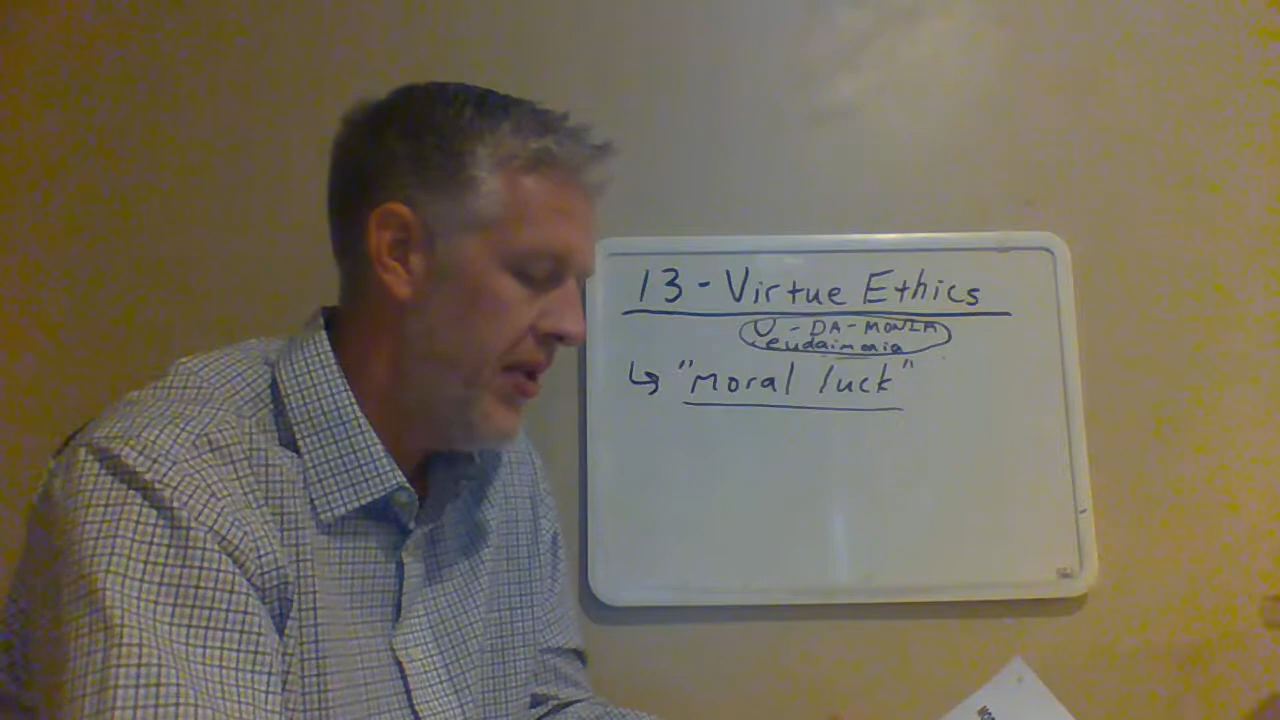 13 - Virtue Ethics
U - DA - MONIA
eudaimonia
↳ "moral luck"